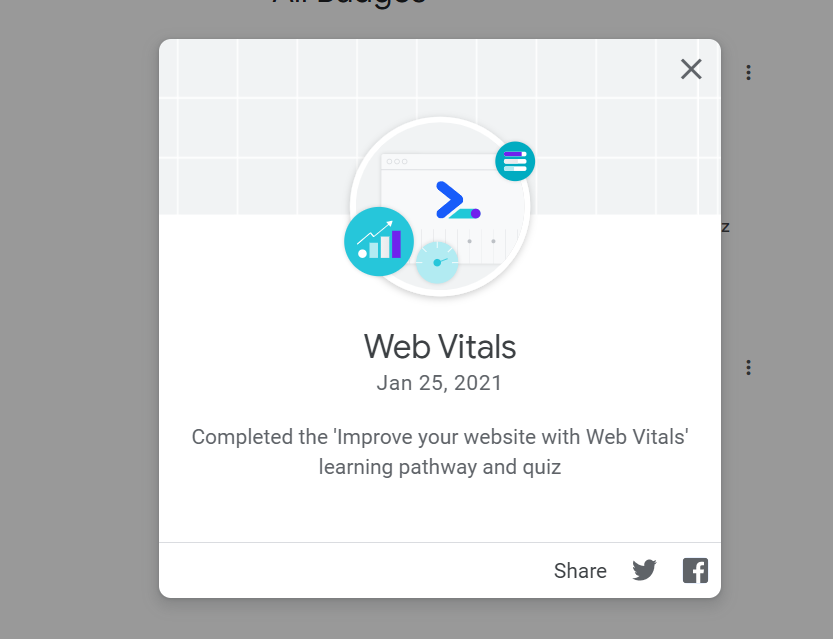 All Badges
z
Web Vitals
Jan 25, 2021
Completed the 'Improve your website with Web Vitals'
learning pathway and quiz
Share